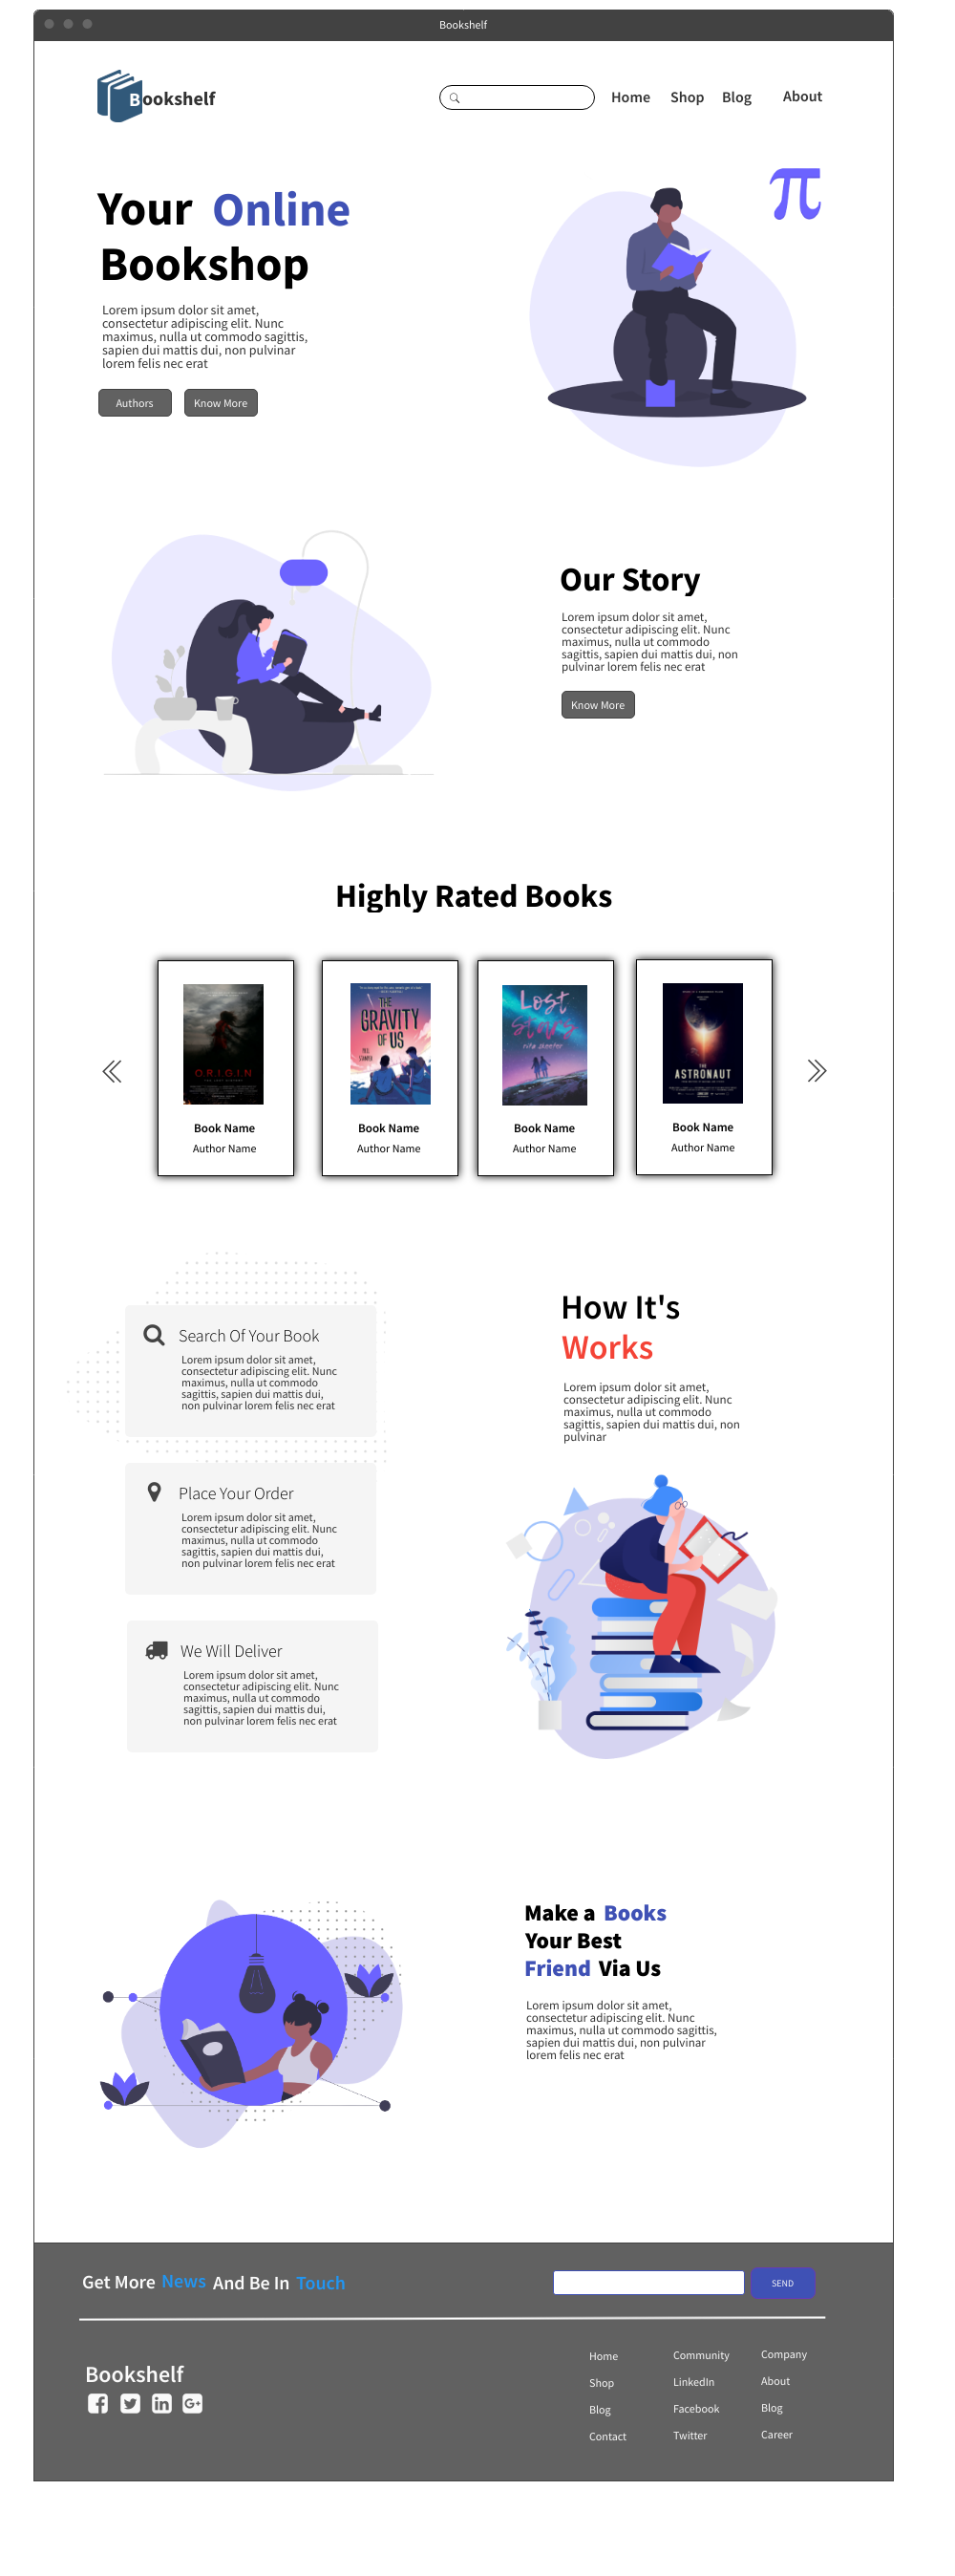 Bookshelf
Bookshelf
Home Shop Blog About
Your Online
Bookshop
Lorem ipsum dolor sit amet,
consectetur adipiscing elit. Nunc
maximus, nulla ut commodo sagittis,
sapien dui mattis dui, non pulvinar
lorem felis nec erat
Authors Know More
Our Story
Lorem ipsum dolor sit amet,
consectetur adipiscing elit. Nunc
maximus, nulla ut commodo
sagittis, sapien dui mattis dui, non
pulvinar lorem felis nec erat
Know More
Highly Rated Books
ORIGIN
Book Name
Author Name
THE
GRAVITY
OF US
Book Name
Author Name
Lost
Stars
Book Name
Author Name
THE
ASTRONAUT
Book Name
Author Name
Search Of Your Book
Lorem ipsum dolor sit amet,
consectetur adipiscing elit. Nunc
maximus, nulla ut commodo
sagittis, sapien dui mattis dui,
non pulvinar lorem felis nec erat
Place Your Order
Lorem ipsum dolor sit amet,
consectetur adipiscing elit. Nunc
maximus, nulla ut commodo
sagittis, sapien dui mattis dui,
non pulvinar lorem felis nec erat
We Will Deliver
Lorem ipsum dolor sit amet,
consectetur adipiscing elit. Nunc
maximus, nulla ut commodo
sagittis, sapien dui mattis dui,
non pulvinar lorem felis nec erat
How It's
Works
Lorem ipsum dolor sit amet,
consectetur adipiscing elit. Nunc
maximus, nulla ut commodo
sagittis, sapien dui mattis dui, non
pulvinar
Make a Books
Your Best
Friend Via Us
Lorem ipsum dolor sit amet,
consectetur adipiscing elit. Nunc
maximus, nulla ut commodo sagittis,
sapien dui mattis dui, non pulvinar
lorem felis nec erat
Get More News And Be In Touch
SEND
Bookshelf
Home
Shop
Blog
Contact
Community
LinkedIn
Facebook
Twitter
Company
About
Blog
Career